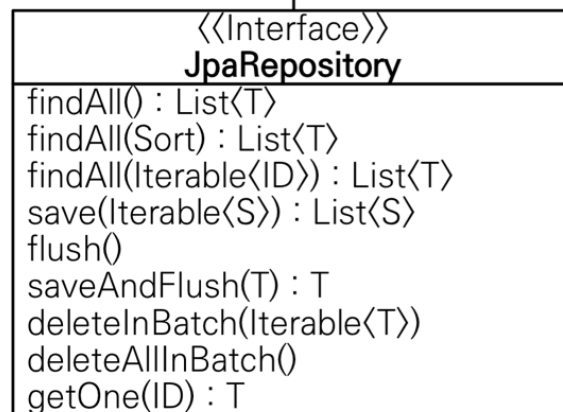 〈〈Interface〉〉
JpaRepository
findAll() : List〈T〉
findAll(Sort) : List〈T〉
findAll(Iterable〈ID〉) : List〈T〉
save(Iterable〈S〉) : List〈S〉
flush()
saveAndFlush(T) : T
deleteInBatch(Iterable〈T〉)
deleteAllInBatch()
getOne(ID) : T